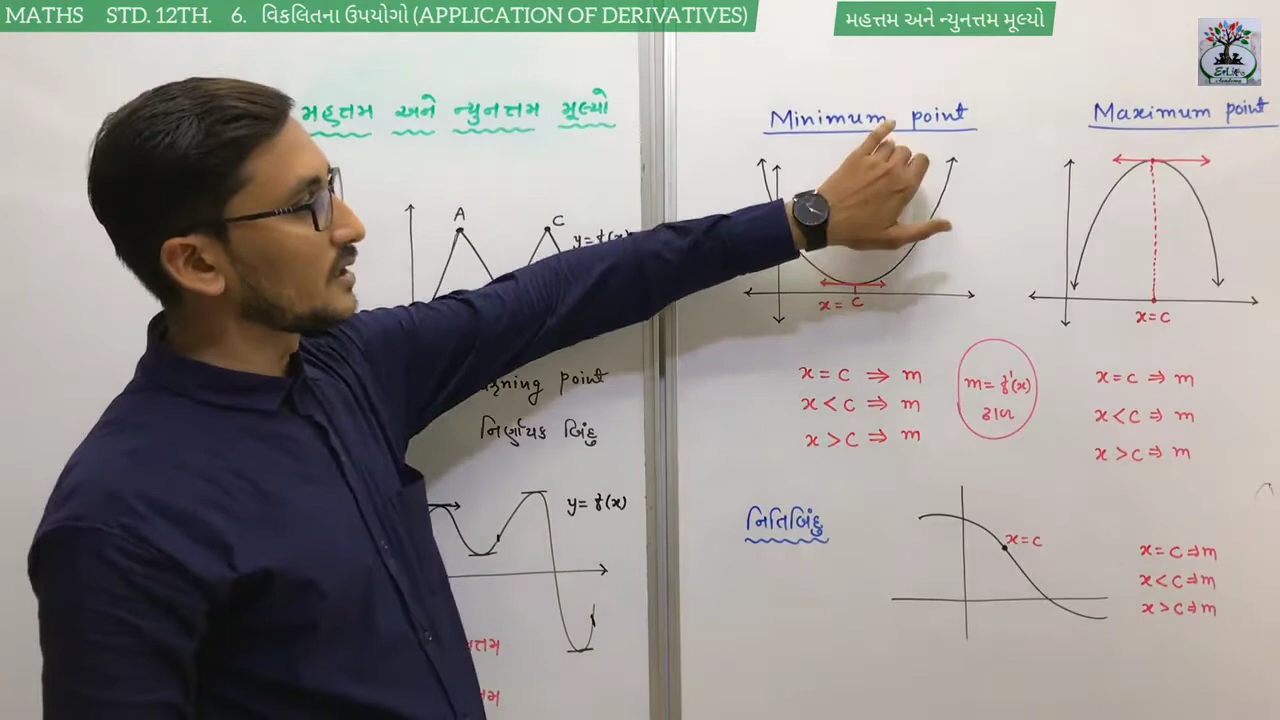 MATHS STD. 12TH. 6. વિકલિતના ઉપયોગો (APPLICATION OF DERIVATIVES)
મહત્તમ અને ન્યુનત્તમ મૂલ્યો
મહત્તમ અને ન્યુનત્તમ મૂલ્યો
A
C
point
નિર્ણાયક બિંદુ
y = f(x)
Minimum point
x = c
Maximum point
x = c
x = c ⇒ m
x < c ⇒ m
x > c ⇒ m
m = f'(x)
ઢાળ
x = c ⇒ m
x < c ⇒ m
x > c ⇒ m
નતિબિંદુ
x = c
x = c ⇒ m
x < c ⇒ m
x > c ⇒ m